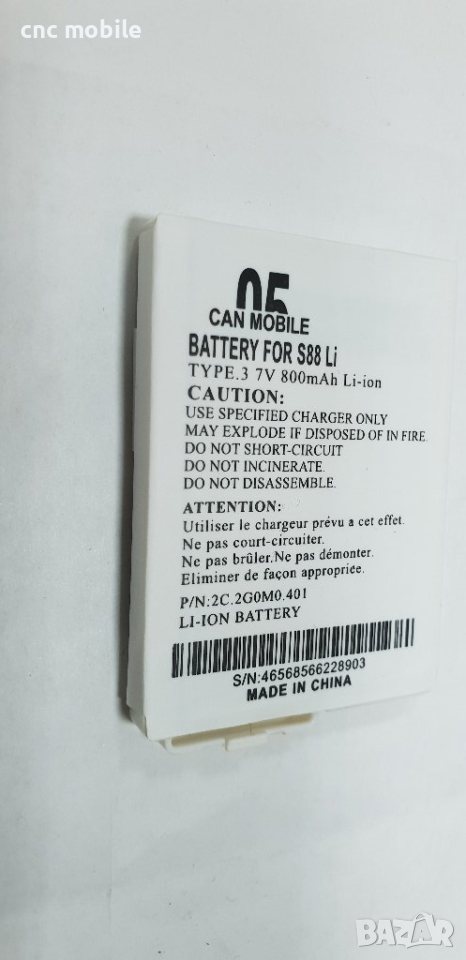 cnc mobile
05
CAN MOBILE
BATTERY FOR S88 Li
TYPE.3 7V 800mAh Li-ion
CAUTION:
USE SPECIFIED CHARGER ONLY
MAY EXPLODE IF DISPOSED OF IN FIRE
DO NOT SHORT-CIRCUIT
DO NOT INCINERATE.
DO NOT DISASSEMBLE.
ATTENTION:
Utiliser le chargeur prévu a cet effet.
Ne pas court-circuiter.
Ne pas brûler.Ne pas démonter.
Eliminer de façon appropriée.
P/N:2C.2G0M0.401
LI-ION BATTERY
S/N:46568566228903
MADE IN CHINA
BAZAR